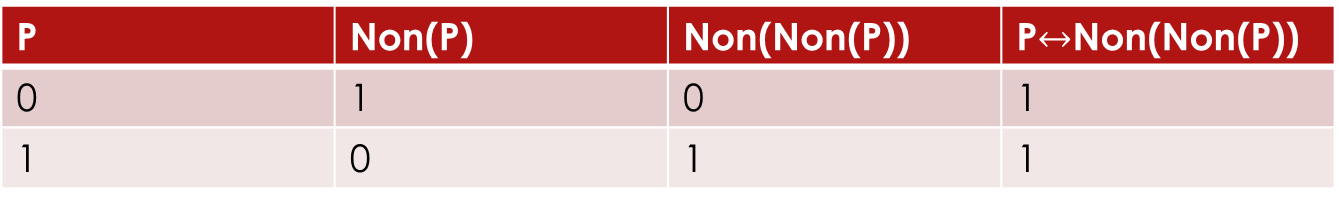 P Non(P) Non(Non(P)) P↔Non(Non(P))
0 1 0 1
1 0 1 1